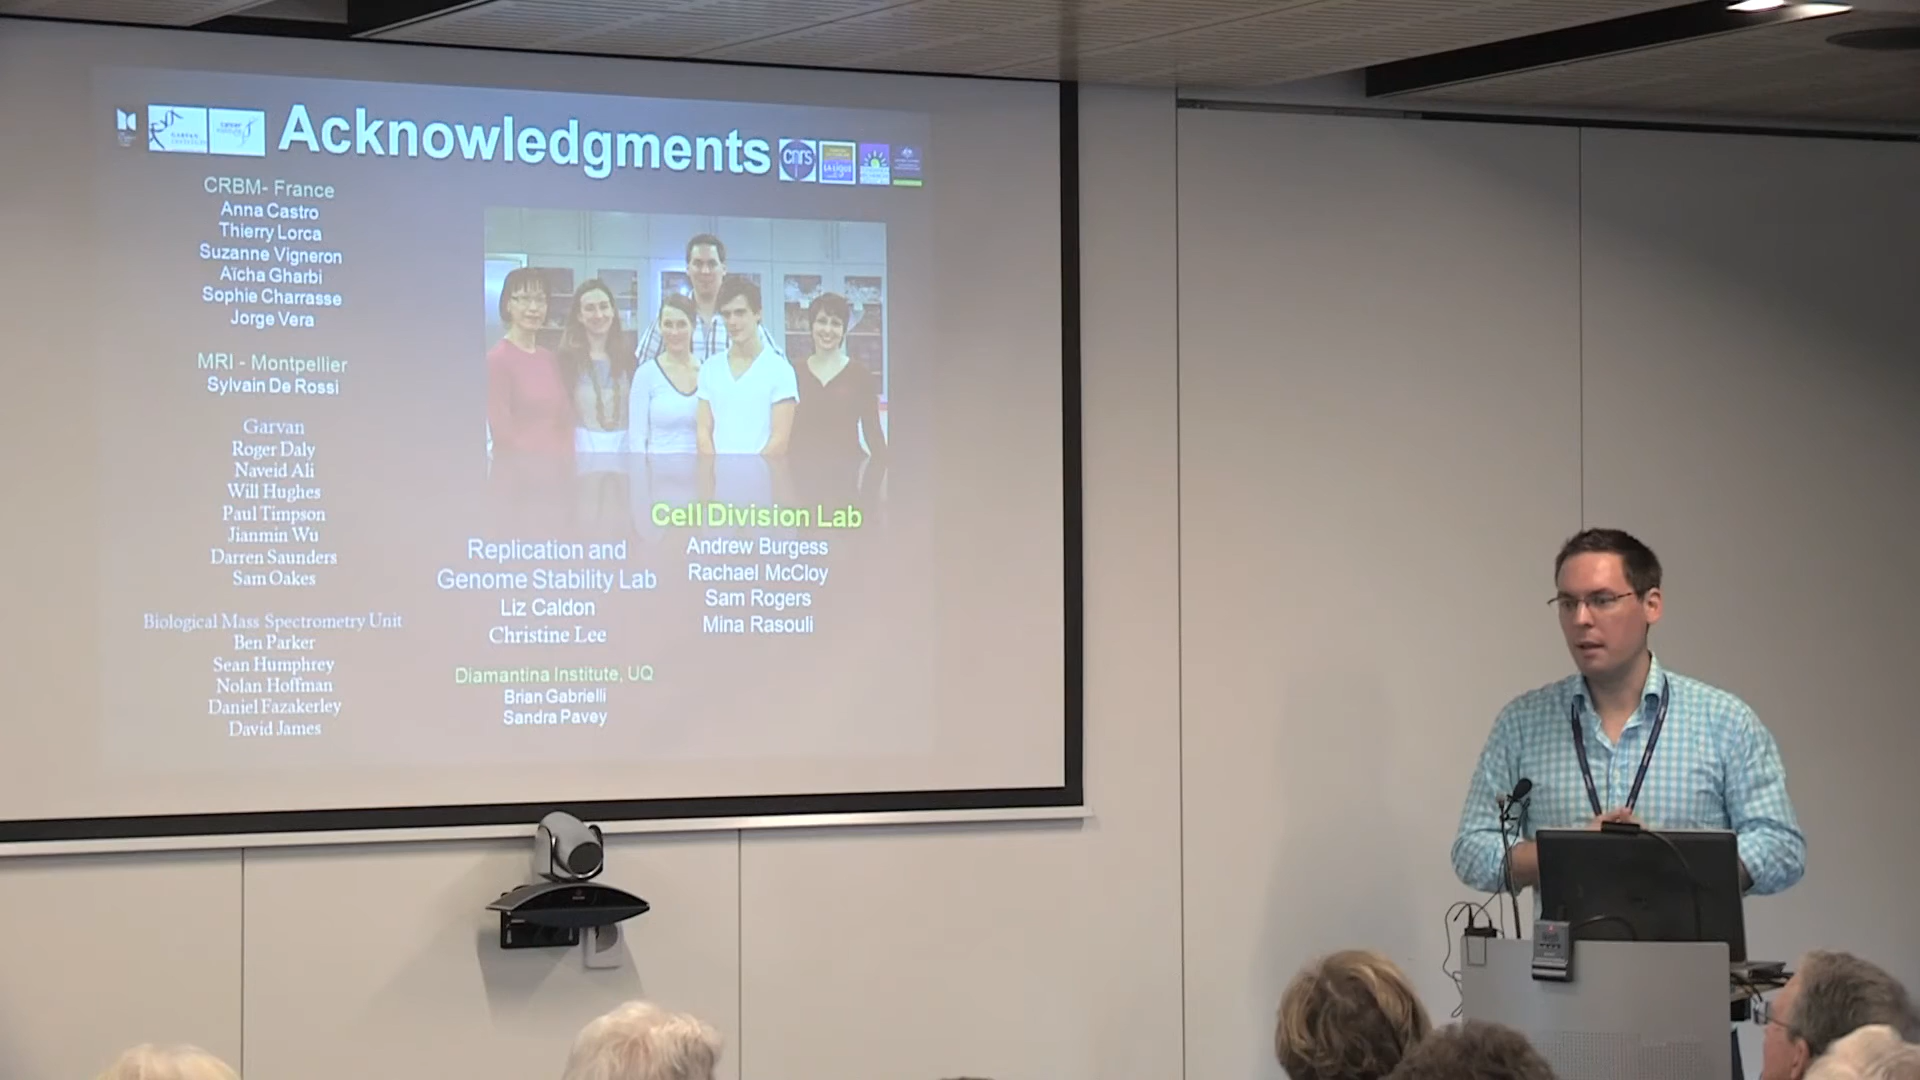 Acknowledgments
cnrs
LA LIGUE
CRBM- France
Anna Castro
Thierry Lorca
Suzanne Vigneron
Aïcha Gharbi
Sophie Charrasse
Jorge Vera
MRI - Montpellier
Sylvain De Rossi
Garvan
Roger Daly
Naveid Ali
Will Hughes
Paul Timpson
Jianmin Wu
Darren Saunders
Sam Oakes
Biological Mass Spectrometry Unit
Ben Parker
Sean Humphrey
Nolan Hoffman
Daniel Fazakerley
David James
Replication and
Genome Stability Lab
Liz Caldon
Christine Lee
Diamantina Institute, UQ
Brian Gabrielli
Sandra Pavey
Cell Division Lab
Andrew Burgess
Rachael McCloy
Sam Rogers
Mina Rasouli